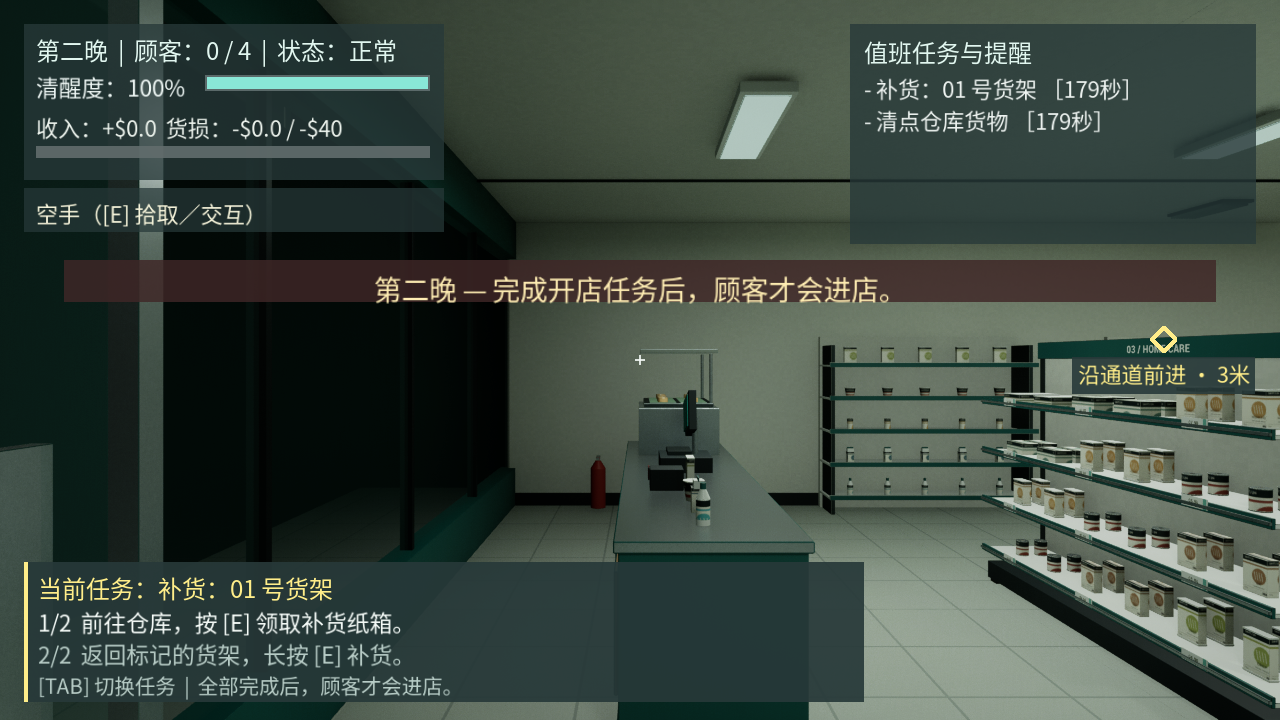 第二晚｜顾客：0 / 4｜状态：正常
清醒度：100%
收入：+$0.0 货损：-$0.0 / -$40
空手（[E] 拾取／交互）
值班任务与提醒
- 补货：01 号货架 ［179秒］
- 清点仓库货物 ［179秒］
第二晚 — 完成开店任务后，顾客才会进店。
03 / HOME CARE
沿通道前进 · 3米
当前任务：补货：01 号货架
1/2 前往仓库，按 [E] 领取补货纸箱。
2/2 返回标记的货架，长按 [E] 补货。
[TAB] 切换任务｜全部完成后，顾客才会进店。